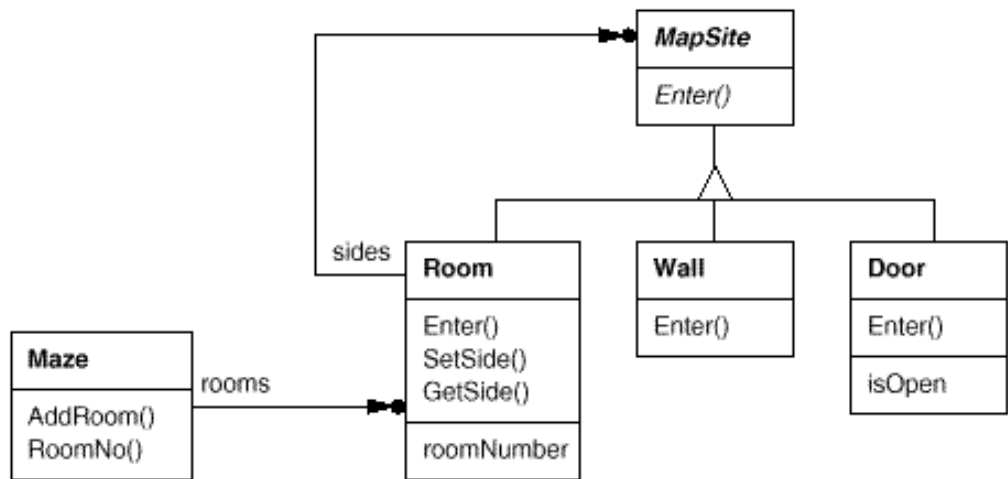 MapSite
Enter()
sides
Room
Enter()
SetSide()
GetSide()
roomNumber
Wall
Enter()
Door
Enter()
isOpen
Maze
AddRoom()
RoomNo()
rooms